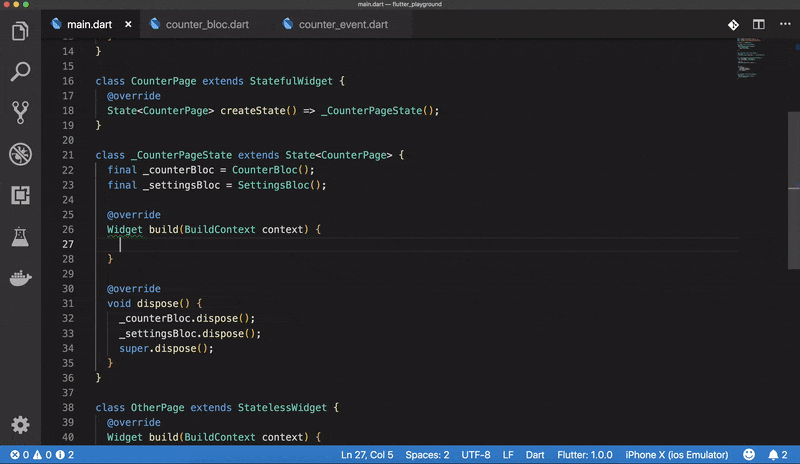 main.dart — flutter_playground
main.dart × counter_bloc.dart counter_event.dart
14 }
15
16 class CounterPage extends StatefulWidget {
17 @override
18 State<CounterPage> createState() => _CounterPageState();
19 }
20
21 class _CounterPageState extends State<CounterPage> {
22 final _counterBloc = CounterBloc();
23 final _settingsBloc = SettingsBloc();
24
25 @override
26 Widget build(BuildContext context) {
27
28 }
29
30 @override
31 void dispose() {
32 _counterBloc.dispose();
33 _settingsBloc.dispose();
34 super.dispose();
35 }
36 }
37
38 class OtherPage extends StatelessWidget {
39 @override
40 Widget build(BuildContext context) {
0 0 2 Ln 27, Col 5 Spaces: 2 UTF-8 LF Dart Flutter: 1.0.0 iPhone X (ios Emulator) 2